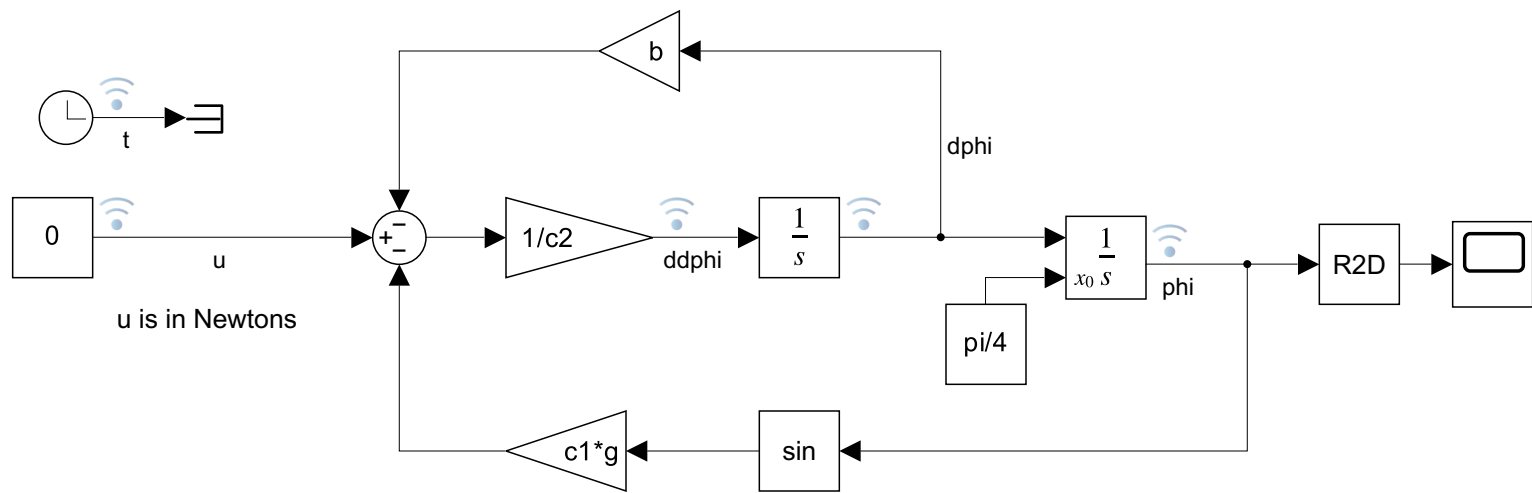 b
t
dphi
0
u
+
−
−
1/c2
ddphi
1
s
1
x0 s
phi
R2D
u is in Newtons
pi/4
c1*g
sin